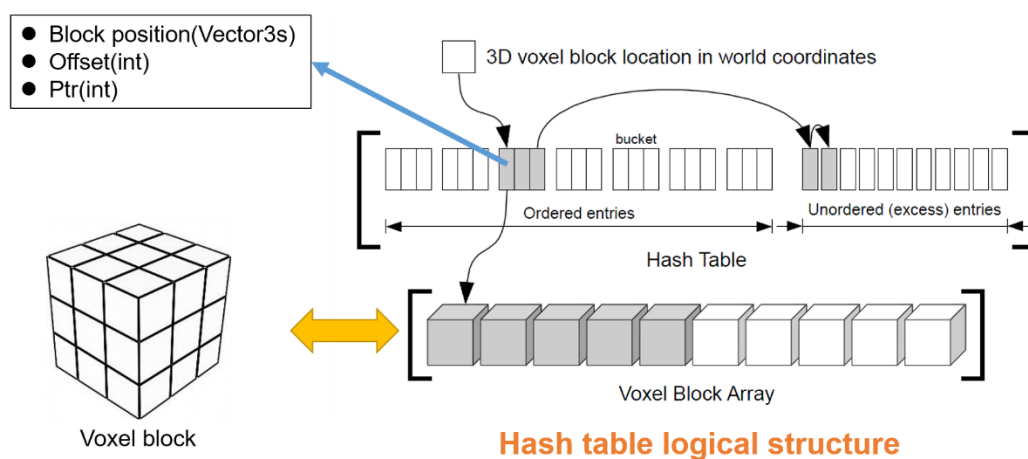 ● Block position(Vector3s)
● Offset(int)
● Ptr(int)
3D voxel block location in world coordinates
bucket
Ordered entries
Unordered (excess) entries
Hash Table
Voxel Block Array
Voxel block
Hash table logical structure